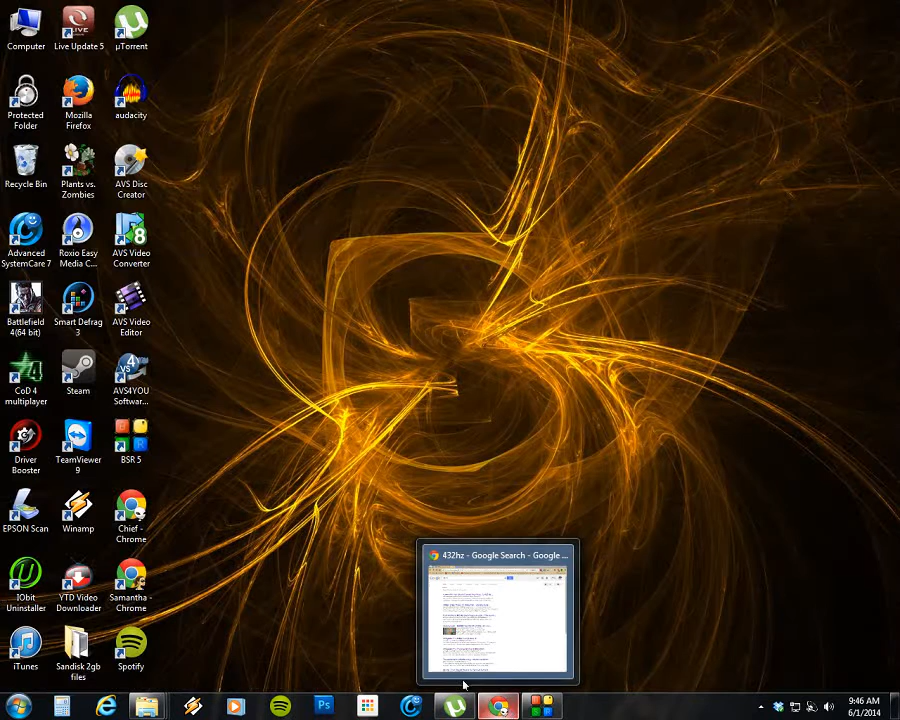 Computer
Live Update 5
µTorrent
Protected
Folder
Mozilla
Firefox
audacity
Recycle Bin
Plants vs.
Zombies
AVS Disc
Creator
Advanced
SystemCare 7
Roxio Easy
Media C...
AVS Video
Converter
Battlefield
4(64 bit)
Smart Defrag
3
AVS Video
Editor
CoD 4
multiplayer
Steam
AVS4YOU
Softwar...
Driver
Booster
TeamViewer
9
BSR 5
EPSON Scan
Winamp
Chief -
Chrome
IObit
Uninstaller
YTD Video
Downloader
Samantha -
Chrome
iTunes
Sandisk 2gb
files
Spotify
432hz - Google Search - Google ...
Ps
9:46 AM
6/1/2014